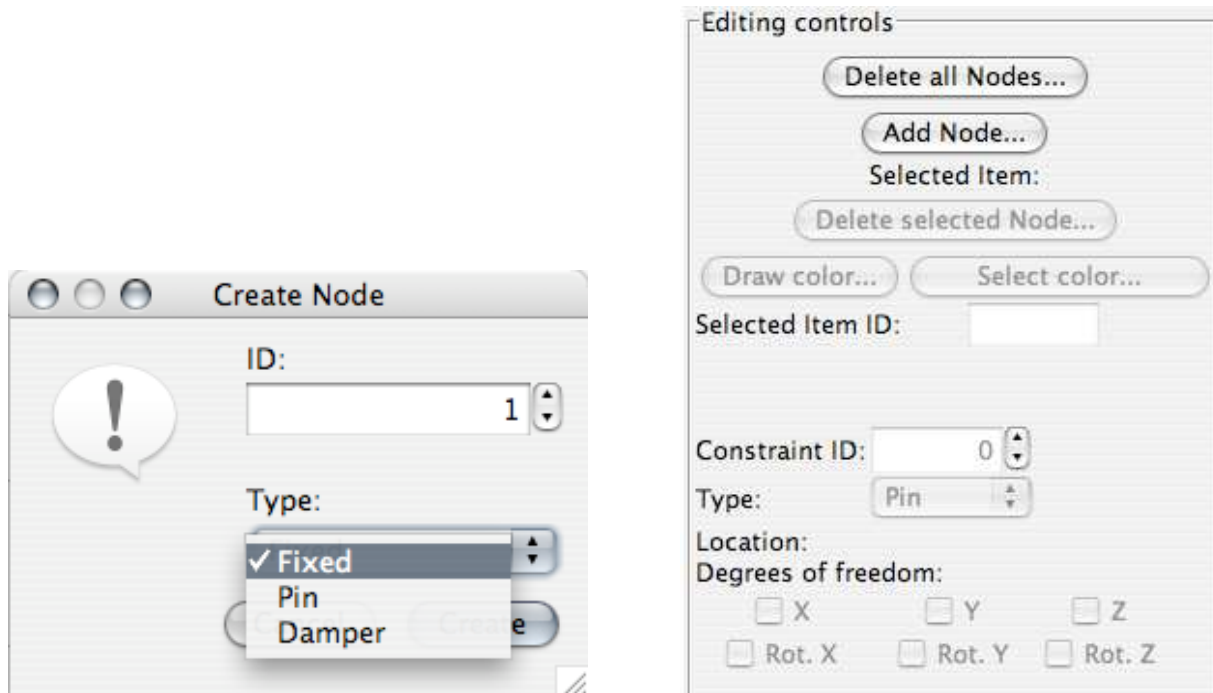 Create Node
ID:
1
Type:
✓ Fixed
Pin
Damper
Cancel Create
Editing controls
Delete all Nodes...
Add Node...
Selected Item:
Delete selected Node...
Draw color... Select color...
Selected Item ID:
Constraint ID: 0
Type: Pin
Location:
Degrees of freedom:
X Y Z
Rot. X Rot. Y Rot. Z